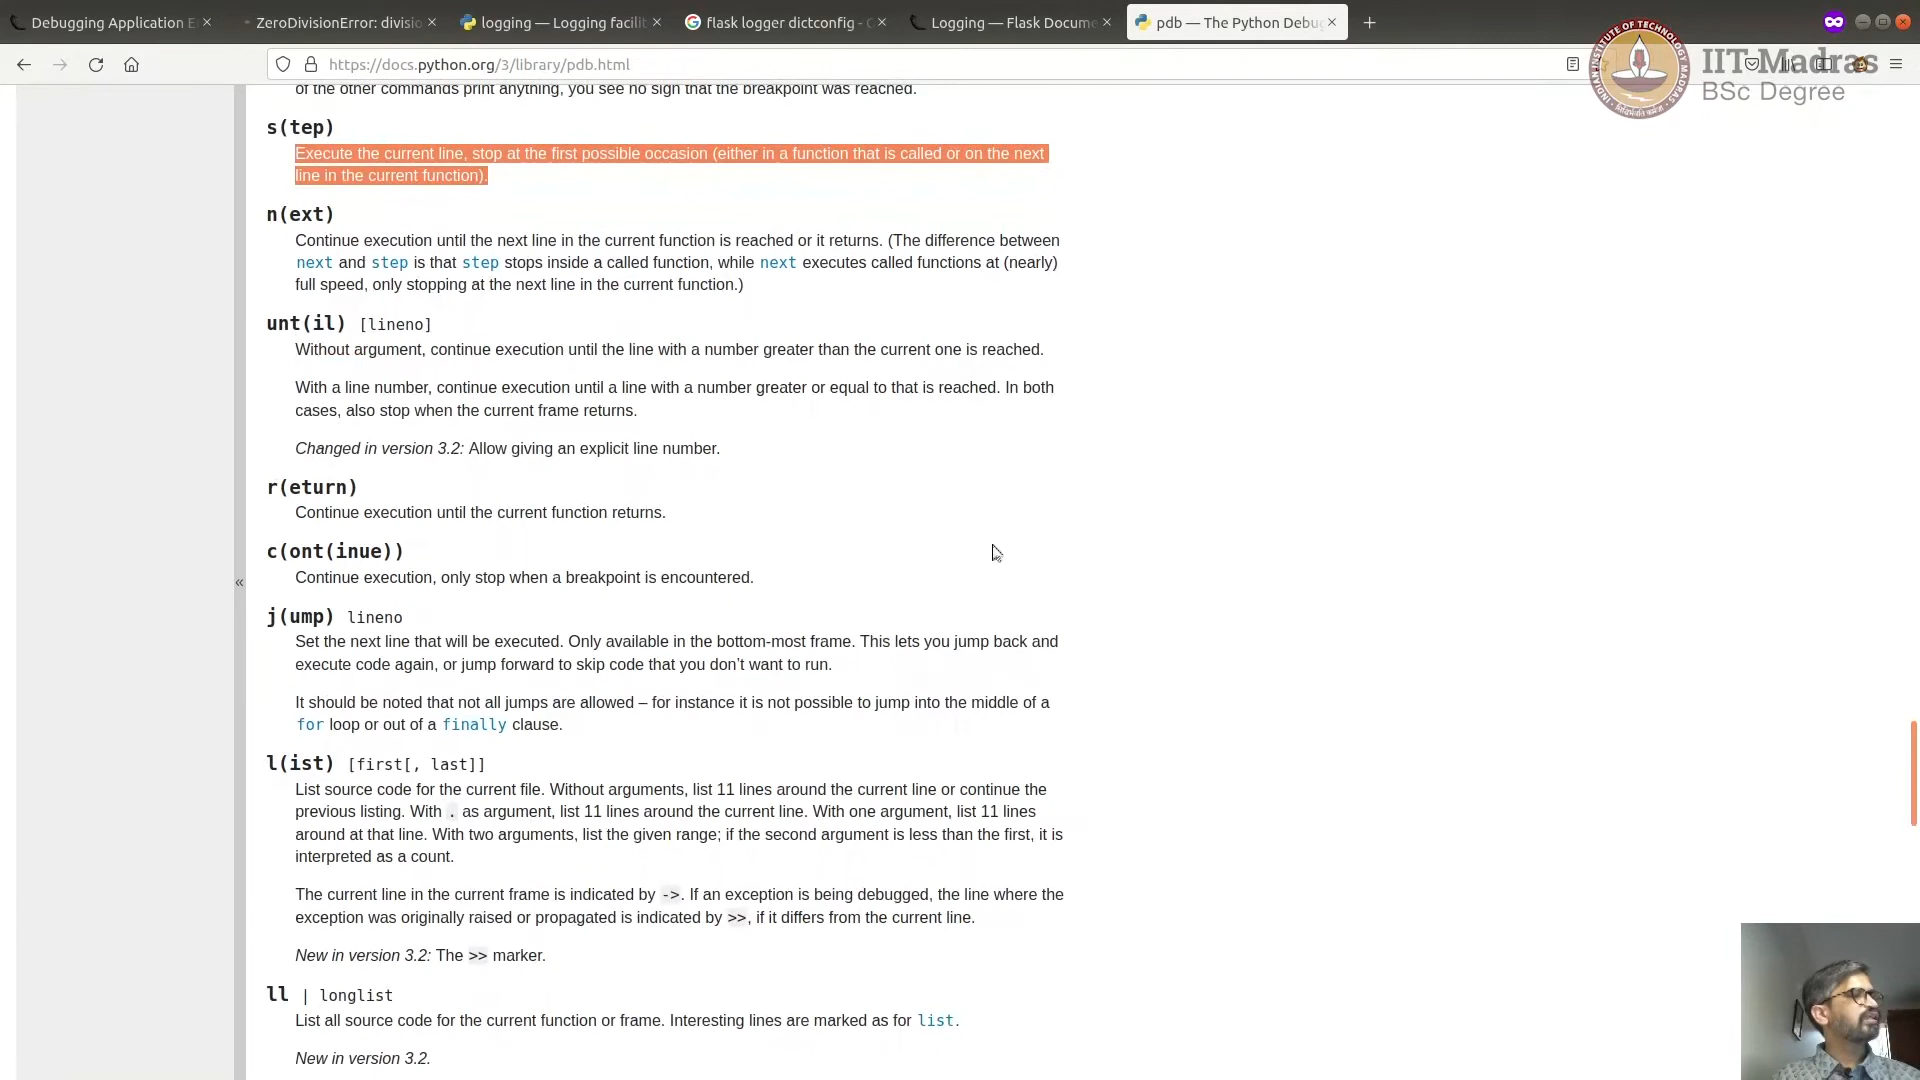 Debugging Application E
ZeroDivisionError: divisio
logging — Logging facilit
flask logger dictconfig - G
Logging — Flask Docume
pdb — The Python Debug
https://docs.python.org/3/library/pdb.html
IIT Madras
BSc Degree
INDIAN INSTITUTE OF TECHNOLOGY MADRAS
of the other commands print anything, you see no sign that the breakpoint was reached.
s(tep)
Execute the current line, stop at the first possible occasion (either in a function that is called or on the next
line in the current function).
n(ext)
Continue execution until the next line in the current function is reached or it returns. (The difference between
next and step is that step stops inside a called function, while next executes called functions at (nearly)
full speed, only stopping at the next line in the current function.)
unt(il) [lineno]
Without argument, continue execution until the line with a number greater than the current one is reached.
With a line number, continue execution until a line with a number greater or equal to that is reached. In both
cases, also stop when the current frame returns.
Changed in version 3.2: Allow giving an explicit line number.
r(eturn)
Continue execution until the current function returns.
c(ont(inue))
Continue execution, only stop when a breakpoint is encountered.
«
j(ump) lineno
Set the next line that will be executed. Only available in the bottom-most frame. This lets you jump back and
execute code again, or jump forward to skip code that you don’t want to run.
It should be noted that not all jumps are allowed – for instance it is not possible to jump into the middle of a
for loop or out of a finally clause.
l(ist) [first[, last]]
List source code for the current file. Without arguments, list 11 lines around the current line or continue the
previous listing. With . as argument, list 11 lines around the current line. With one argument, list 11 lines
around at that line. With two arguments, list the given range; if the second argument is less than the first, it is
interpreted as a count.
The current line in the current frame is indicated by ->. If an exception is being debugged, the line where the
exception was originally raised or propagated is indicated by >>, if it differs from the current line.
New in version 3.2: The >> marker.
ll | longlist
List all source code for the current function or frame. Interesting lines are marked as for list.
New in version 3.2.